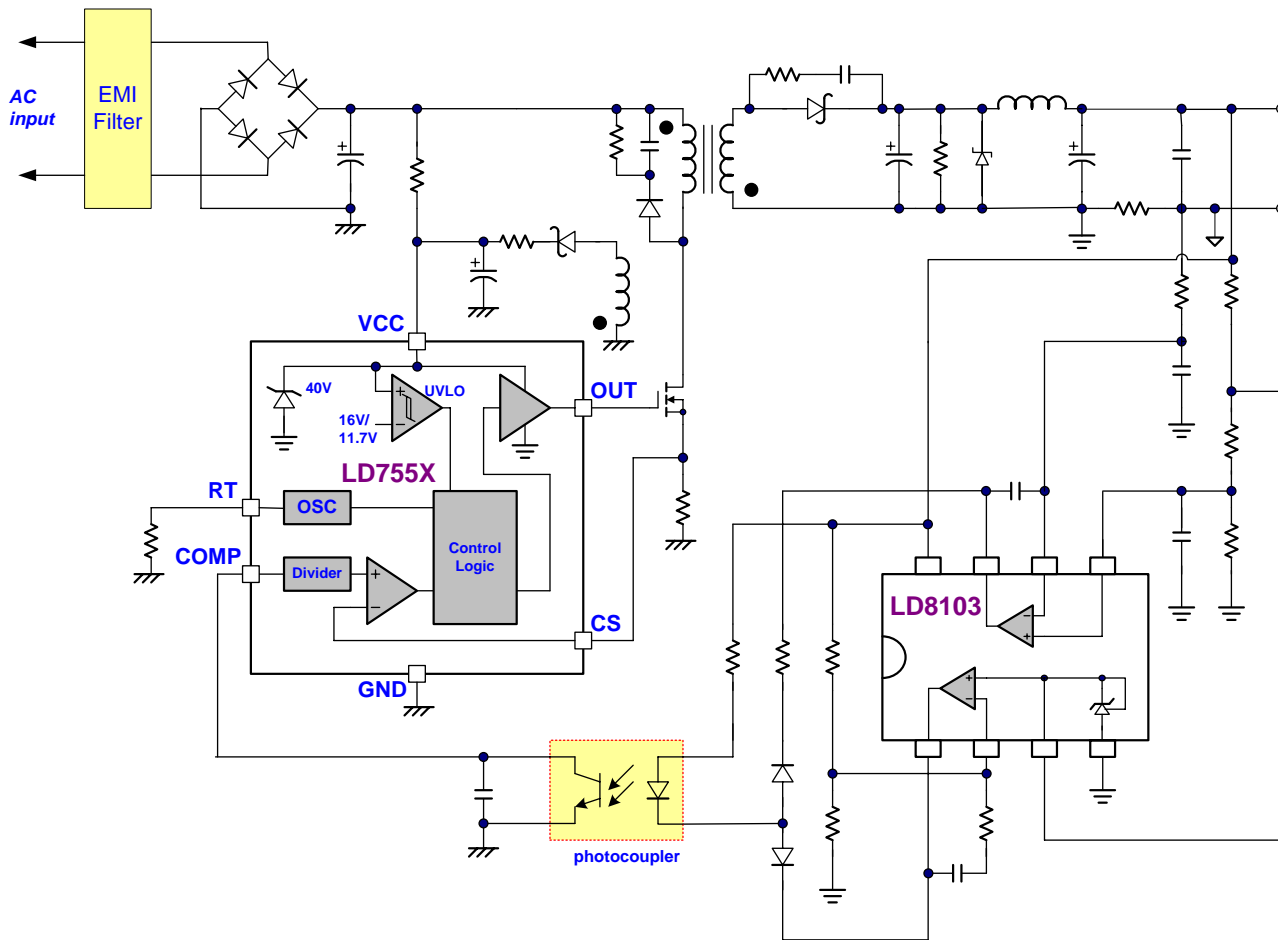 AC
input
EMI
Filter
VCC
40V
UVLO
16V/
11.7V
OUT
LD755X
RT
OSC
COMP
Divider
Control
Logic
CS
GND
LD8103
photocoupler